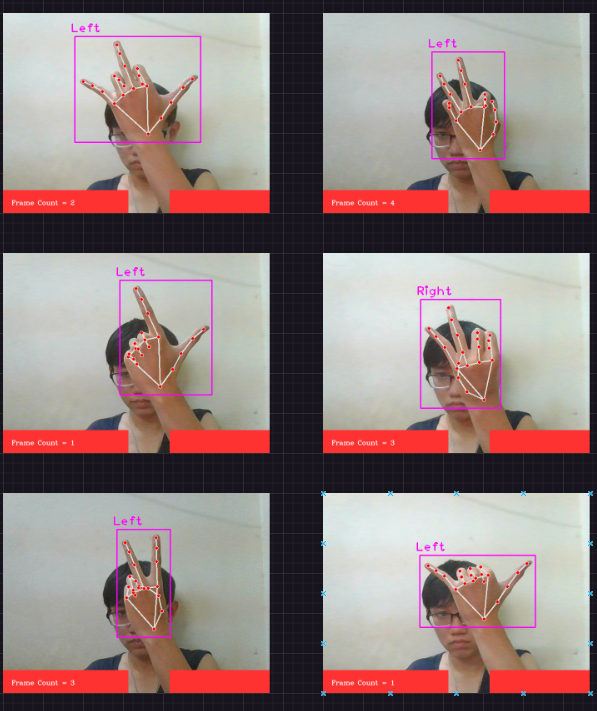 Left
Frame Count = 2
Left
Frame Count = 4
Left
Frame Count = 1
Right
Frame Count = 3
Left
Frame Count = 3
Left
Frame Count = 1